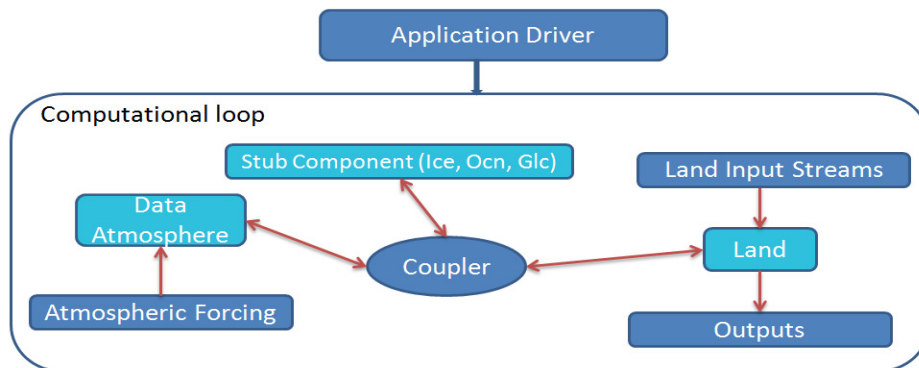 Application Driver
Computational loop
Stub Component (Ice, Ocn, Glc)
Land Input Streams
Data
Atmosphere
Coupler
Land
Atmospheric Forcing
Outputs